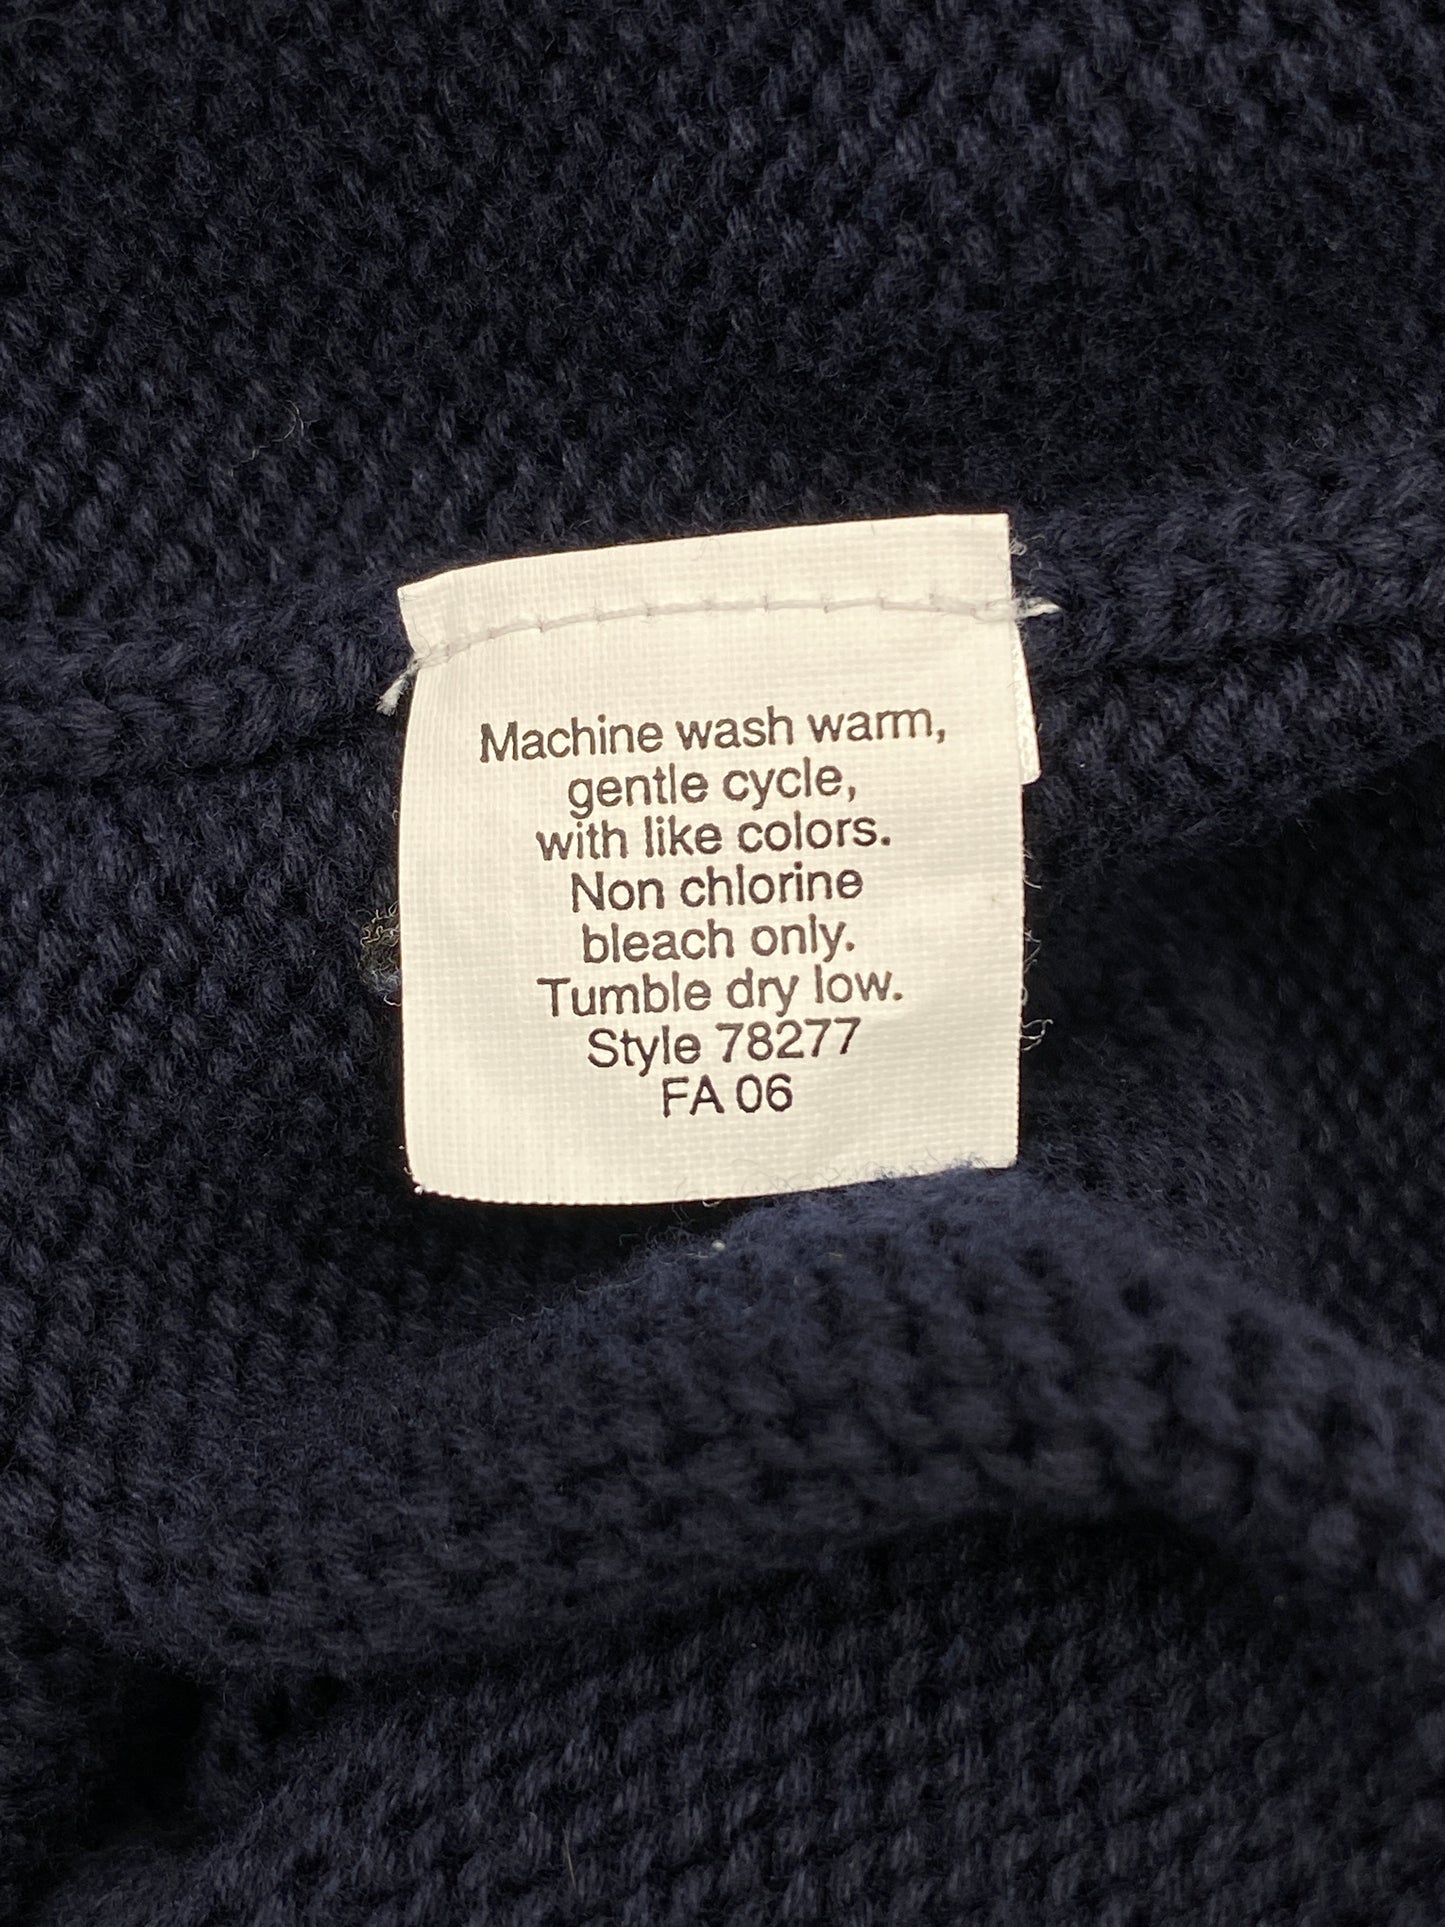 Machine wash warm,
gentle cycle,
with like colors.
Non chlorine
bleach only.
Tumble dry low.
Style 78277
FA 06